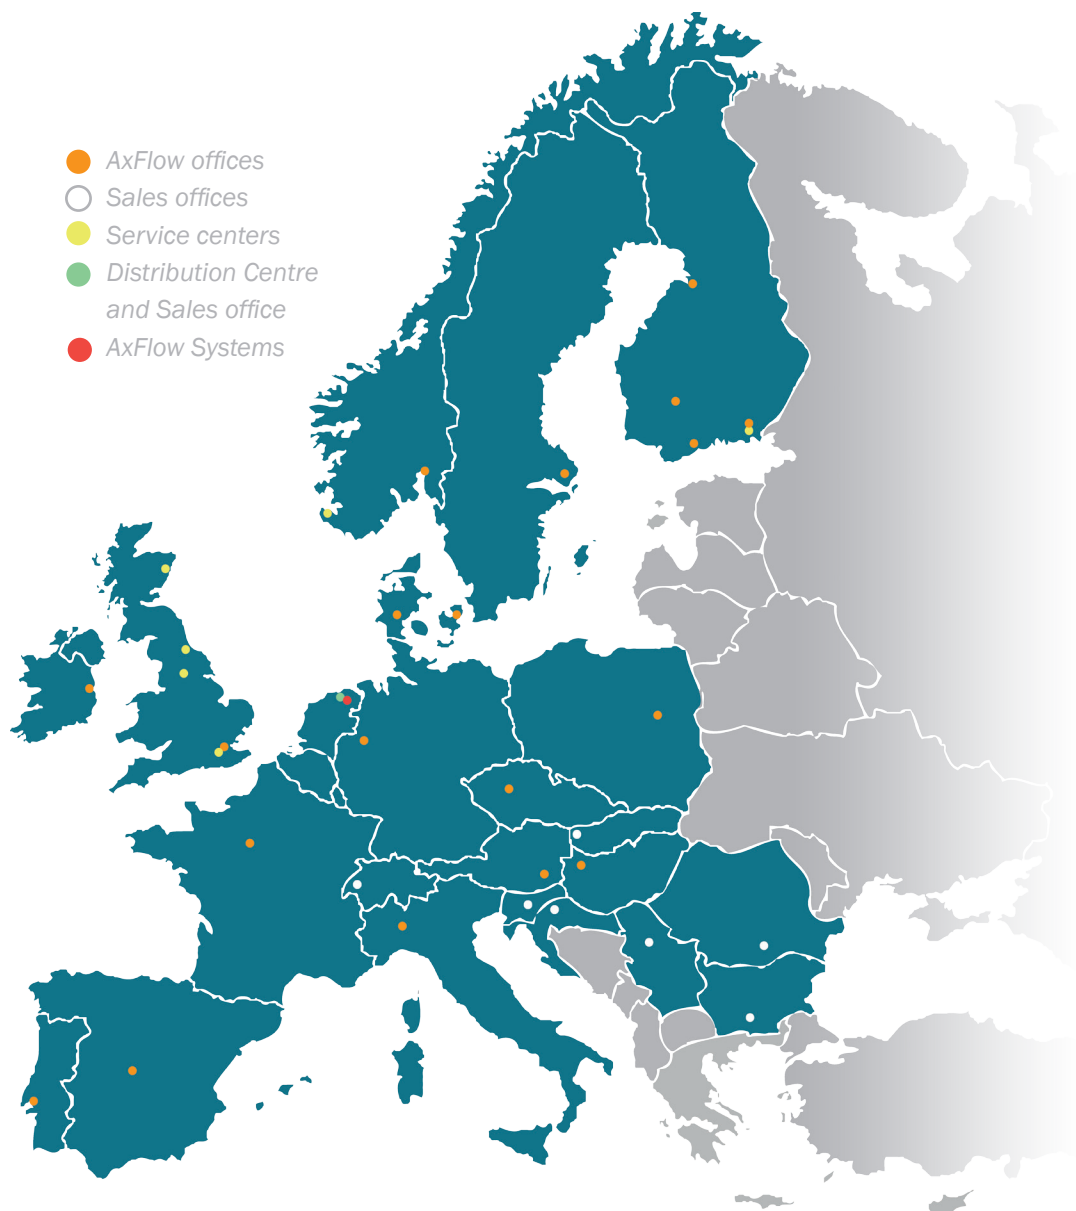 AxFlow offices
Sales offices
Service centers
Distribution Centre
and Sales office
AxFlow Systems